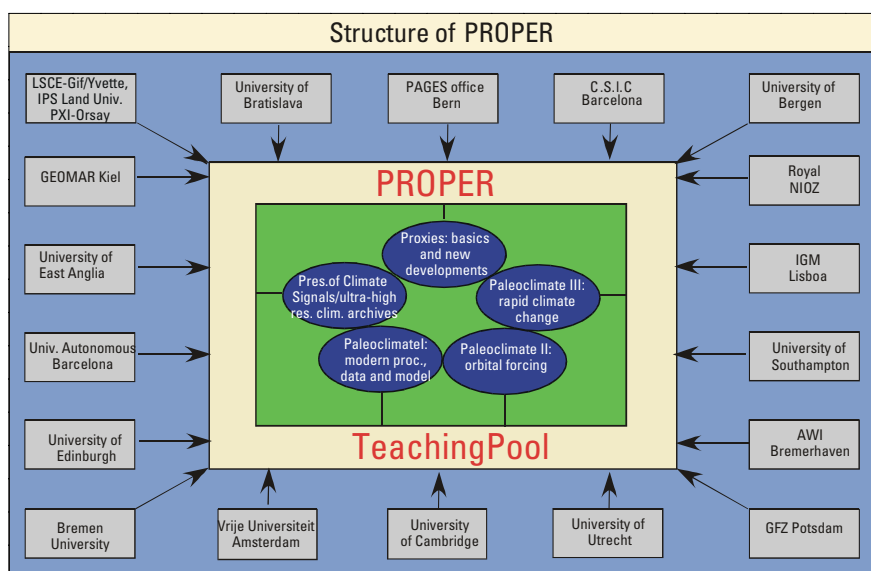 Structure of PROPER
LSCE-Gif/Yvette,
IPS Land Univ.
PXI-Orsay
University of
Bratislava
PAGES office
Bern
C.S.I.C
Barcelona
University of
Bergen
GEOMAR Kiel
PROPER
Royal
NIOZ
Proxies: basics
and new
developments
University of
East Anglia
Pres.of Climate
Signals/ultra-high
res. clim. archives
Paleoclimate III:
rapid climate
change
IGM
Lisboa
Univ. Autonomous
Barcelona
PaleoclimateI:
modern proc.,
data and model
Paleoclimate II:
orbital forcing
University of
Southampton
University of
Edinburgh
TeachingPool
AWI
Bremerhaven
Bremen
University
Vrije Universiteit
Amsterdam
University
of Cambridge
University of
Utrecht
GFZ Potsdam